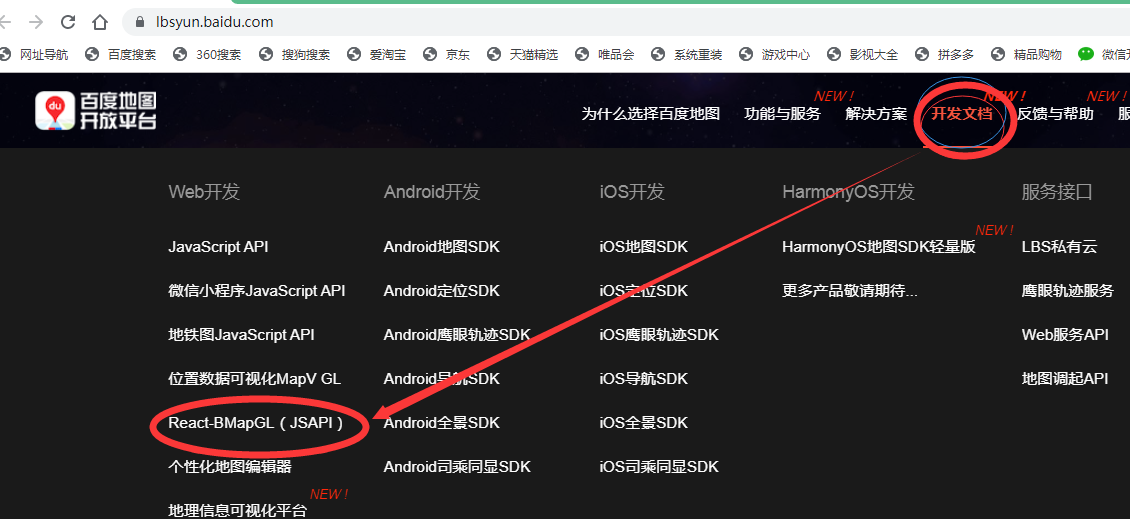 lbsyun.baidu.com
网址导航 百度搜索 360搜索 搜狗搜索 爱淘宝 京东 天猫精选 唯品会 系统重装 游戏中心 影视大全 拼多多 精品购物 微信开
du 百度地图
开放平台
NEW ! NEW ! NEW !
为什么选择百度地图 功能与服务 解决方案 开发文档 反馈与帮助 服
Web开发 Android开发 iOS开发 HarmonyOS开发 服务接口
NEW !
JavaScript API Android地图SDK iOS地图SDK HarmonyOS地图SDK轻量版 LBS私有云
微信小程序JavaScript API Android定位SDK iOS定位SDK 更多产品敬请期待... 鹰眼轨迹服务
地铁图JavaScript API Android鹰眼轨迹SDK iOS鹰眼轨迹SDK Web服务API
位置数据可视化MapV GL Android导航SDK iOS导航SDK 地图调起API
React-BMapGL（JSAPI） Android全景SDK iOS全景SDK
个性化地图编辑器 Android司乘同显SDK iOS司乘同显SDK
NEW !
地理信息可视化平台